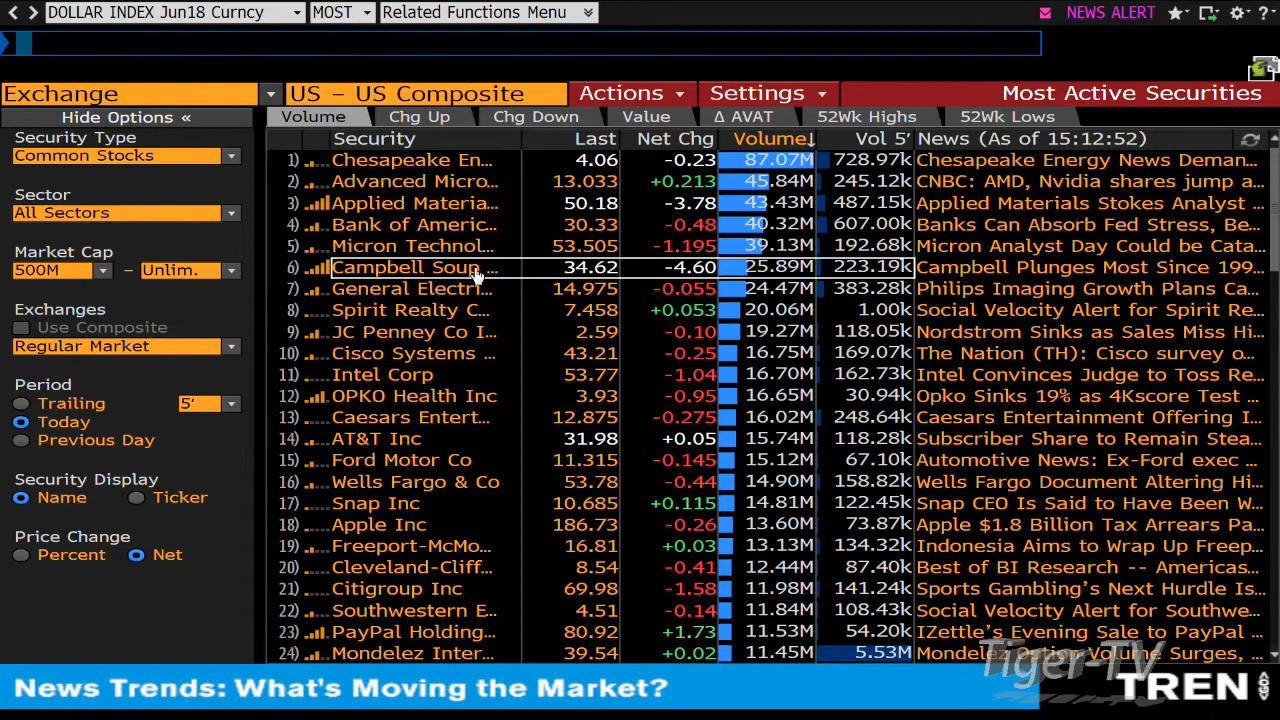 DOLLAR INDEX Jun18 Curncy MOST Related Functions Menu NEWS ALERT
Exchange US – US Composite Actions Settings Most Active Securities
Hide Options « Volume Chg Up Chg Down Value Δ AVAT 52Wk Highs 52Wk Lows
Security Type
Common Stocks
Sector
All Sectors
Market Cap
500M – Unlim.
Exchanges
Use Composite
Regular Market
Period
Trailing 5'
Today
Previous Day
Security Display
Name Ticker
Price Change
Percent Net
Security Last Net Chg Volume↓ Vol 5' News (As of 15:12:52)
1) Chesapeake En... 4.06 -0.23 87.07M 728.97k Chesapeake Energy News Deman...
2) Advanced Micro... 13.033 +0.213 45.84M 245.12k CNBC: AMD, Nvidia shares jump a...
3) Applied Materia... 50.18 -3.78 43.43M 487.15k Applied Materials Stokes Analyst ...
4) Bank of Americ... 30.33 -0.48 40.32M 607.00k Banks Can Absorb Fed Stress, Be...
5) Micron Technol... 53.505 -1.195 39.13M 192.68k Micron Analyst Day Could be Cata...
6) Campbell Soup ... 34.62 -4.60 25.89M 223.19k Campbell Plunges Most Since 199...
7) General Electri... 14.975 -0.055 24.47M 383.28k Philips Imaging Growth Plans Ca...
8) Spirit Realty C... 7.458 +0.053 20.06M 1.00k Social Velocity Alert for Spirit Re...
9) JC Penney Co I... 2.59 -0.10 19.27M 118.05k Nordstrom Sinks as Sales Miss Hi...
10) Cisco Systems ... 43.21 -0.25 16.75M 169.07k The Nation (TH): Cisco survey o...
11) Intel Corp 53.77 -1.04 16.70M 162.73k Intel Convinces Judge to Toss Re...
12) OPKO Health Inc 3.93 -0.95 16.65M 30.94k Opko Sinks 19% as 4Kscore Test ...
13) Caesars Entert... 12.875 -0.275 16.02M 248.64k Caesars Entertainment Offering I...
14) AT&T Inc 31.98 +0.05 15.74M 118.28k Subscriber Share to Remain Stea...
15) Ford Motor Co 11.315 -0.145 15.12M 67.10k Automotive News: Ex-Ford exec ...
16) Wells Fargo & Co 53.78 -0.44 14.90M 158.82k Wells Fargo Document Altering Hi...
17) Snap Inc 10.685 +0.115 14.81M 122.45k Snap CEO Is Said to Have Been W...
18) Apple Inc 186.73 -0.26 13.60M 73.87k Apple $1.8 Billion Tax Arrears Pa...
19) Freeport-McMo... 16.81 +0.03 13.13M 134.32k Indonesia Aims to Wrap Up Freep...
20) Cleveland-Cliff... 8.54 -0.41 12.44M 87.40k Best of BI Research -- Americas...
21) Citigroup Inc 69.98 -1.58 11.98M 141.24k Sports Gambling's Next Hurdle Is...
22) Southwestern E... 4.51 -0.14 11.84M 108.43k Social Velocity Alert for Southwe...
23) PayPal Holding... 80.92 +1.73 11.53M 54.20k IZettle's Evening Sale to PayPal ...
24) Mondelez Inter... 39.54 +0.02 11.45M 5.53M Mondelez Option Volume Surges, ...
Tiger-TV
News Trends: What's Moving the Market? TREN